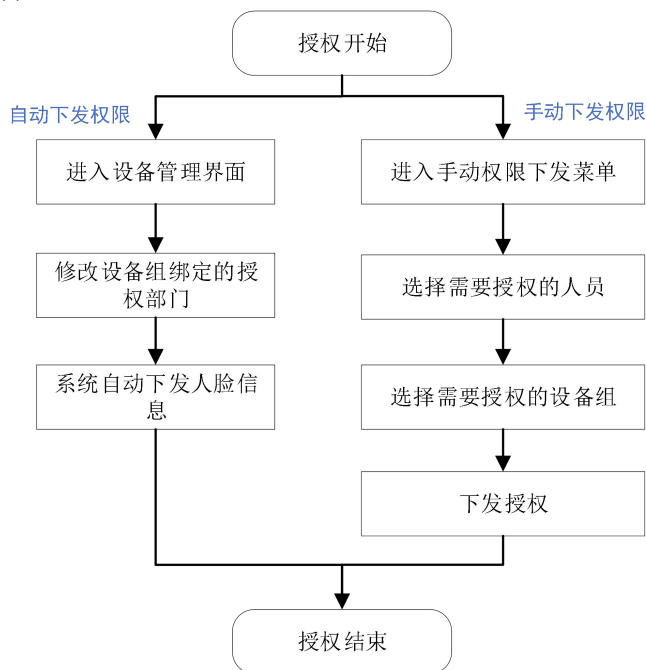 授权开始
自动下发权限
手动下发权限
进入设备管理界面
进入手动权限下发菜单
修改设备组绑定的授
权部门
选择需要授权的人员
系统自动下发人脸信
息
选择需要授权的设备组
下发授权
授权结束